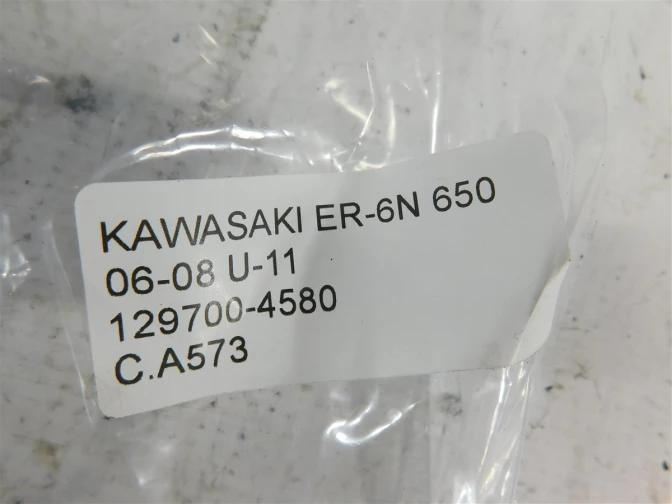 KAWASAKI ER-6N 650
06-08 U-11
129700-4580
C.A573